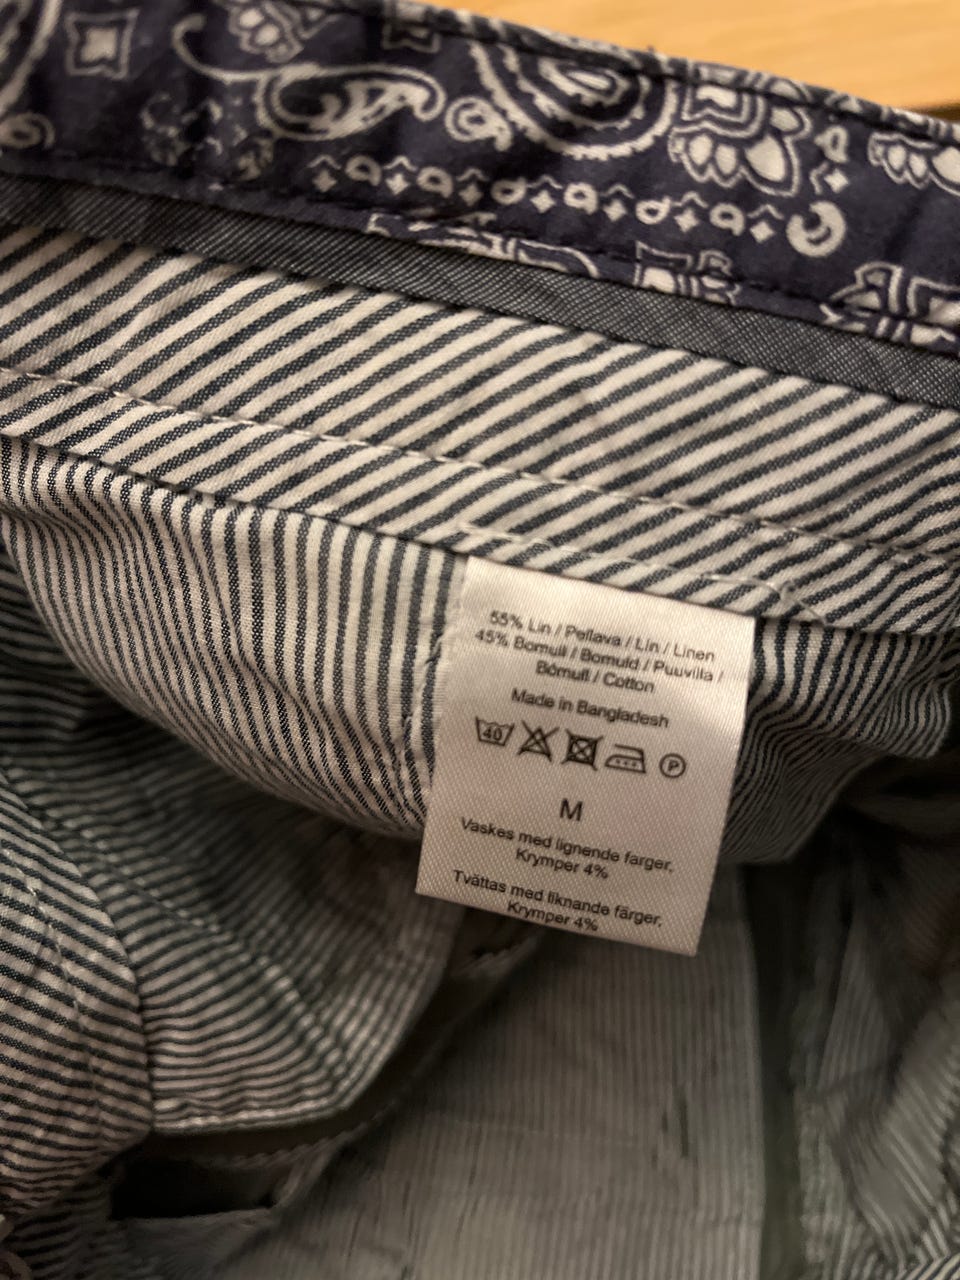 55% Lin / Pellava / Lín / Linen
45% Bomull / Bomuld / Puuvilla /
Bómull / Cotton
Made in Bangladesh
40
P
M
Vaskes med lignende farger,
Krymper 4%
Tvättas med liknande färger,
Krymper 4%